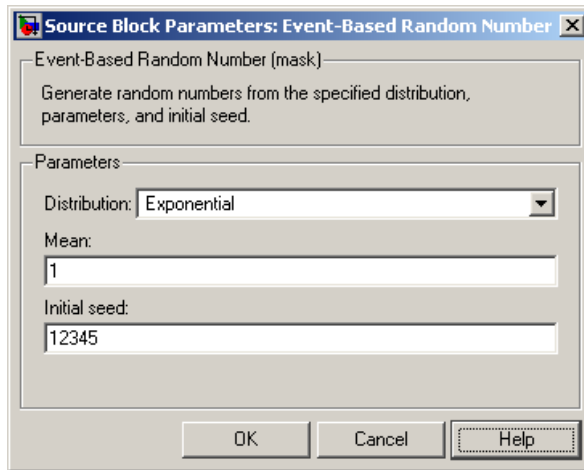 Source Block Parameters: Event-Based Random Number
Event-Based Random Number (mask)
Generate random numbers from the specified distribution,
parameters, and initial seed.
Parameters
Distribution: Exponential
Mean:
1
Initial seed:
12345
OK Cancel Help